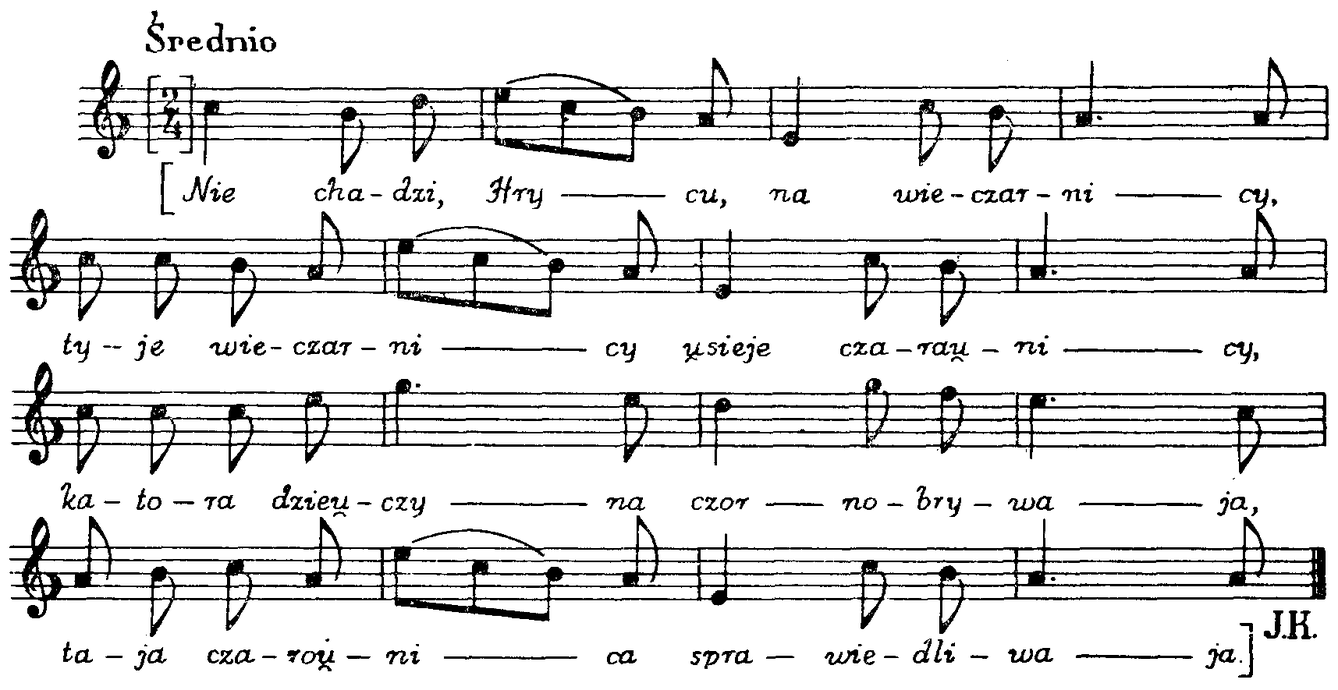 Średnio
2
4
[Nie cha-dzi, Hry — cu, na wie-czar-ni — cy,
ty-je wie-czar-ni — cy u̯sieje cza-rau̯-ni — cy,
ka-to-ra dzieu̯-czy — na czor — no-bry-wa — ja,
ta-ja cza-rou̯-ni — ca spra — wie-dli-wa — ja.]
J.K.